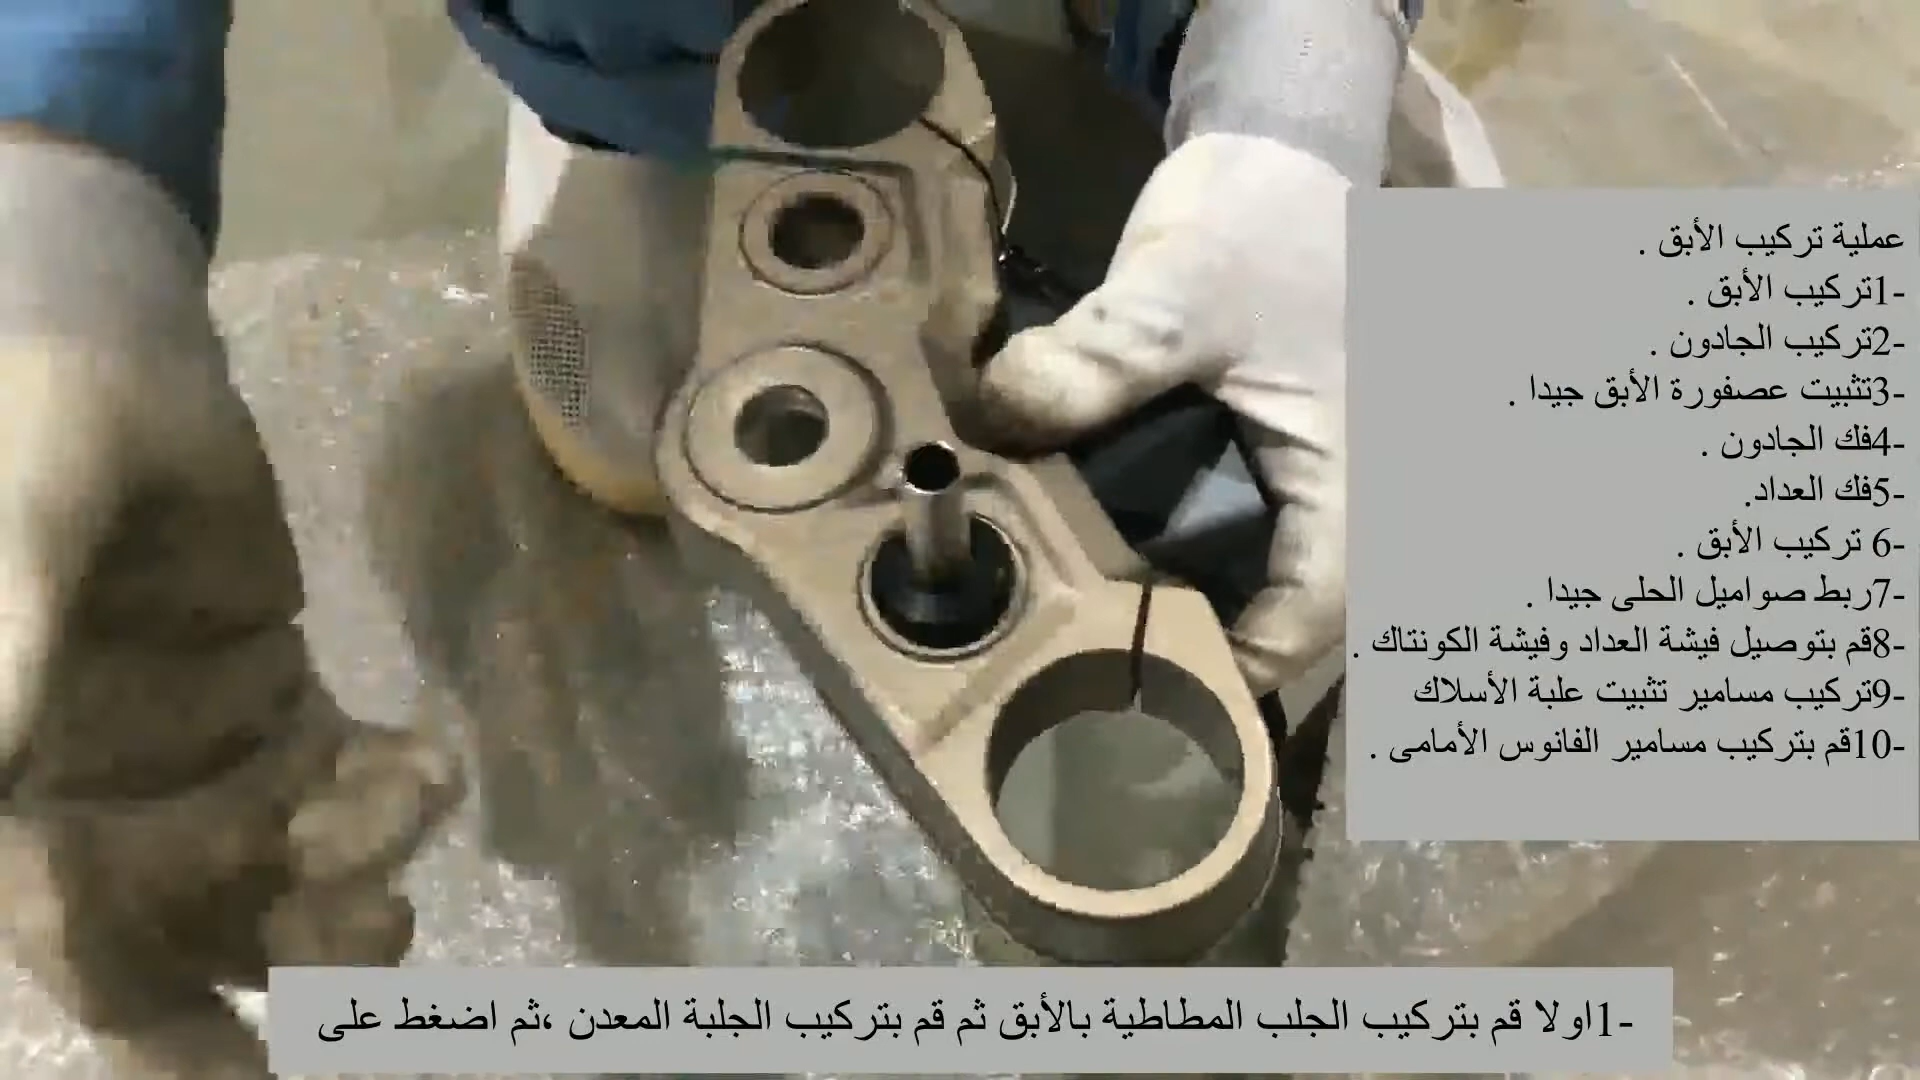 عملية تركيب الأبق .
-1تركيب الأبق .
-2تركيب الجادون .
-3تثبيت عصفورة الأبق جيدا .
-4فك الجادون .
-5فك العداد.
-6 تركيب الأبق .
-7ربط صواميل الحلى جيدا .
-8قم بتوصيل فيشة العداد وفيشة الكونتاك .
-9تركيب مسامير تثبيت علبة الأسلاك
-10قم بتركيب مسامير الفانوس الأمامى .
-1اولا قم بتركيب الجلب المطاطية بالأبق ثم قم بتركيب الجلبة المعدن ،ثم اضغط على